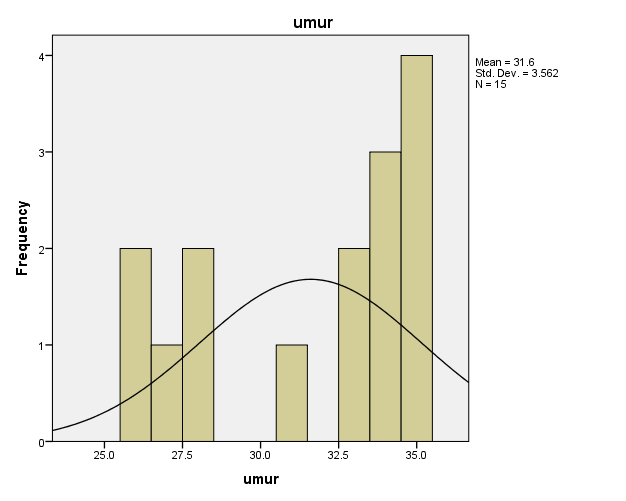 umur
Mean = 31.6
Std. Dev. = 3.562
N = 15
Frequency
4
3
2
1
0
25.0 27.5 30.0 32.5 35.0
umur